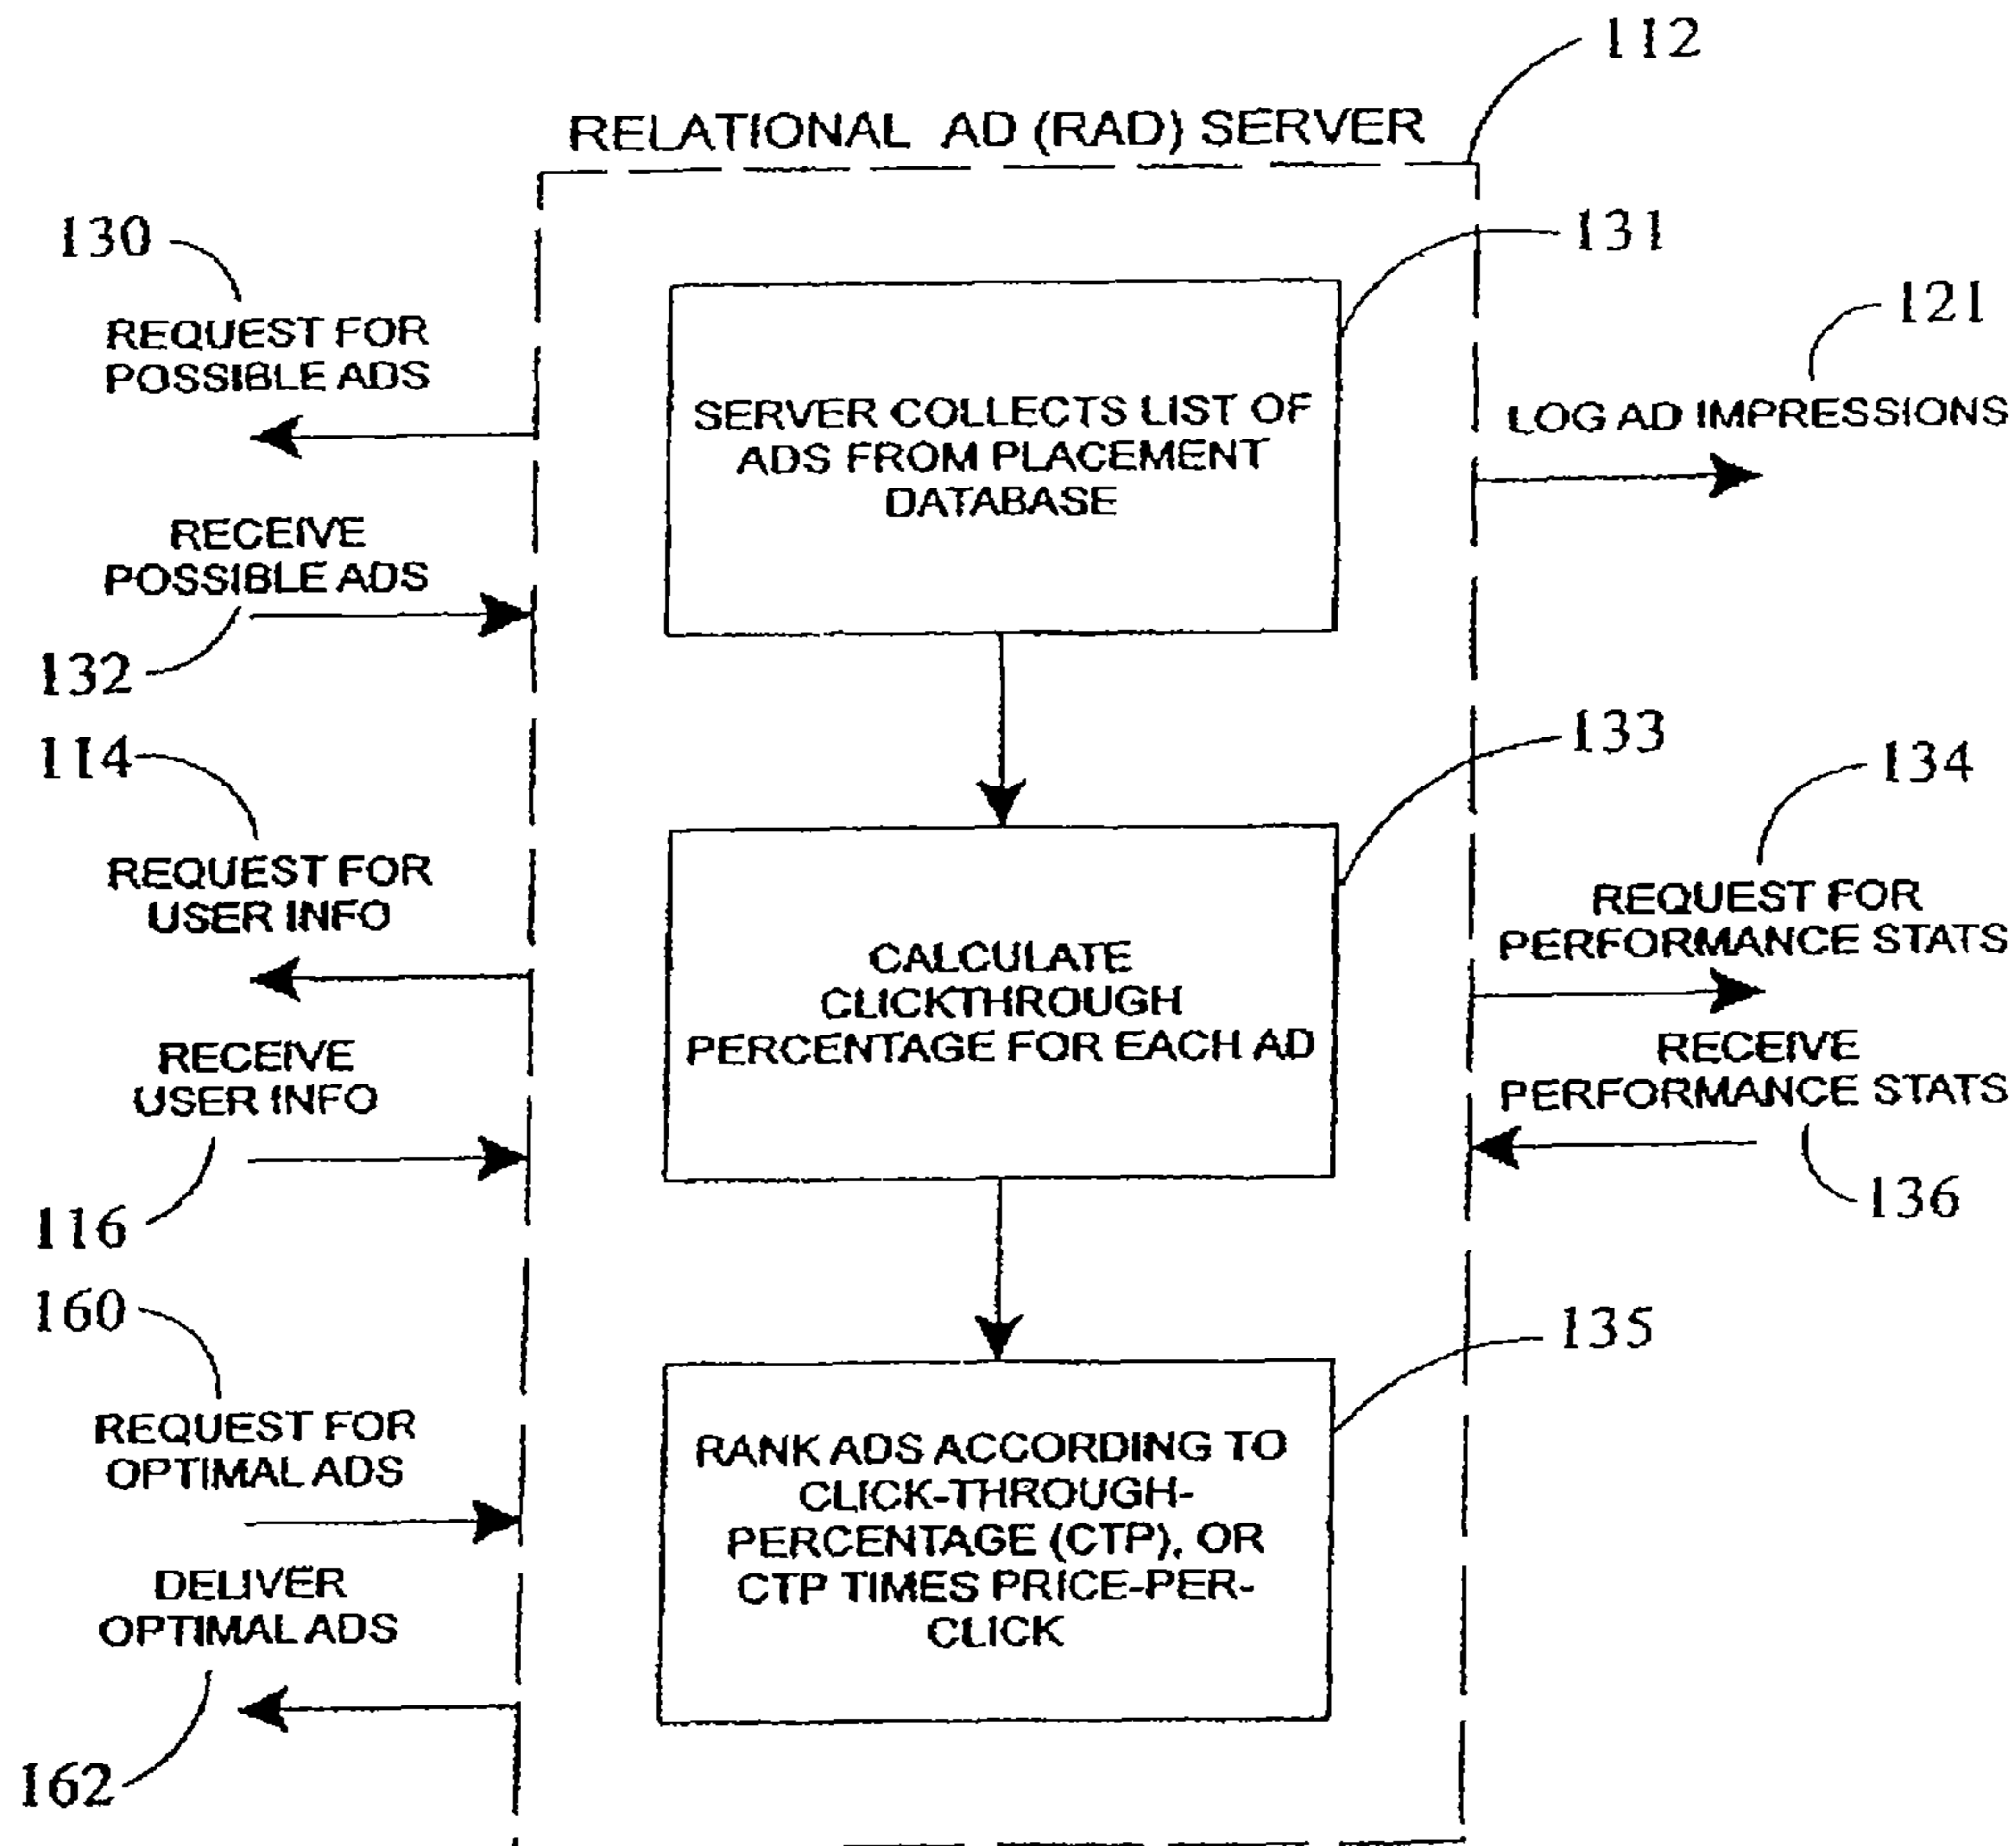 112
RELATIONAL AD (RAD) SERVER
130
131
REQUEST FOR
POSSIBLE ADS
121
LOG AD IMPRESSIONS
SERVER COLLECTS LIST OF
ADS FROM PLACEMENT
DATABASE
RECEIVE
POSSIBLE ADS
132
114
133
134
REQUEST FOR
USER INFO
REQUEST FOR
PERFORMANCE STATS
CALCULATE
CLICKTHROUGH
PERCENTAGE FOR EACH AD
RECEIVE
USER INFO
RECEIVE
PERFORMANCE STATS
116
136
160
135
REQUEST FOR
OPTIMAL ADS
RANK ADS ACCORDING TO
CLICK-THROUGH-
PERCENTAGE (CTP), OR
CTP TIMES PRICE-PER-
CLICK
DELIVER
OPTIMAL ADS
162